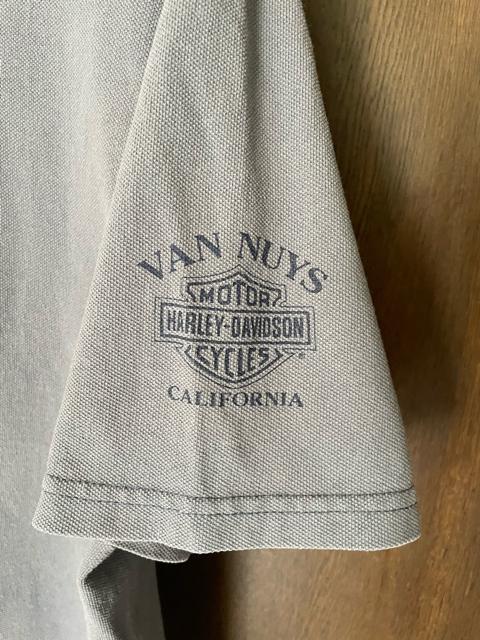 VAN NUYS
MOTOR
HARLEY-DAVIDSON
CYCLES
CALIFORNIA